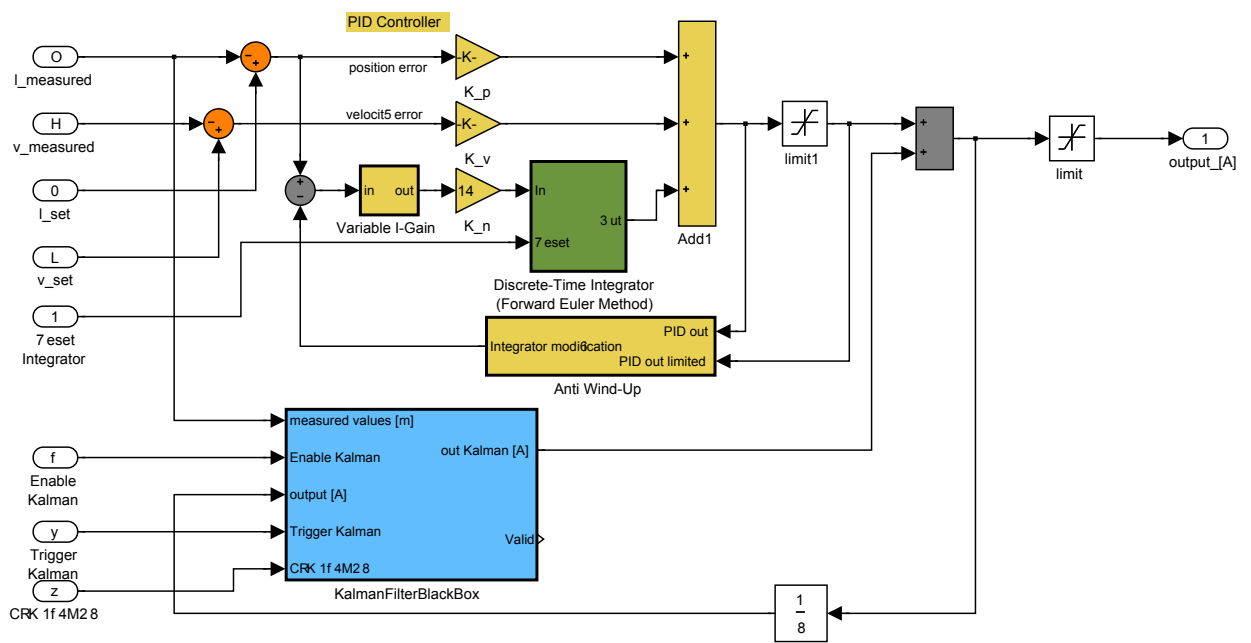 PID Controller
O
l_measured
position error
-K-
K_p
H
v_measured
velocit5 error
-K-
K_v
0
l_set
in out
Variable I-Gain
14
K_n
In
3 ut
7 eset
Discrete-Time Integrator
(Forward Euler Method)
Add1
limit1
limit
1
output_[A]
L
v_set
1
7 eset
Integrator
PID out
Integrator modification
PID out limited
Anti Wind-Up
measured values [m]
out Kalman [A]
Enable Kalman
output [A]
Trigger Kalman
Valid
CRK 1f 4M2 8
KalmanFilterBlackBox
f
Enable
Kalman
y
Trigger
Kalman
z
CRK 1f 4M2 8
1
8